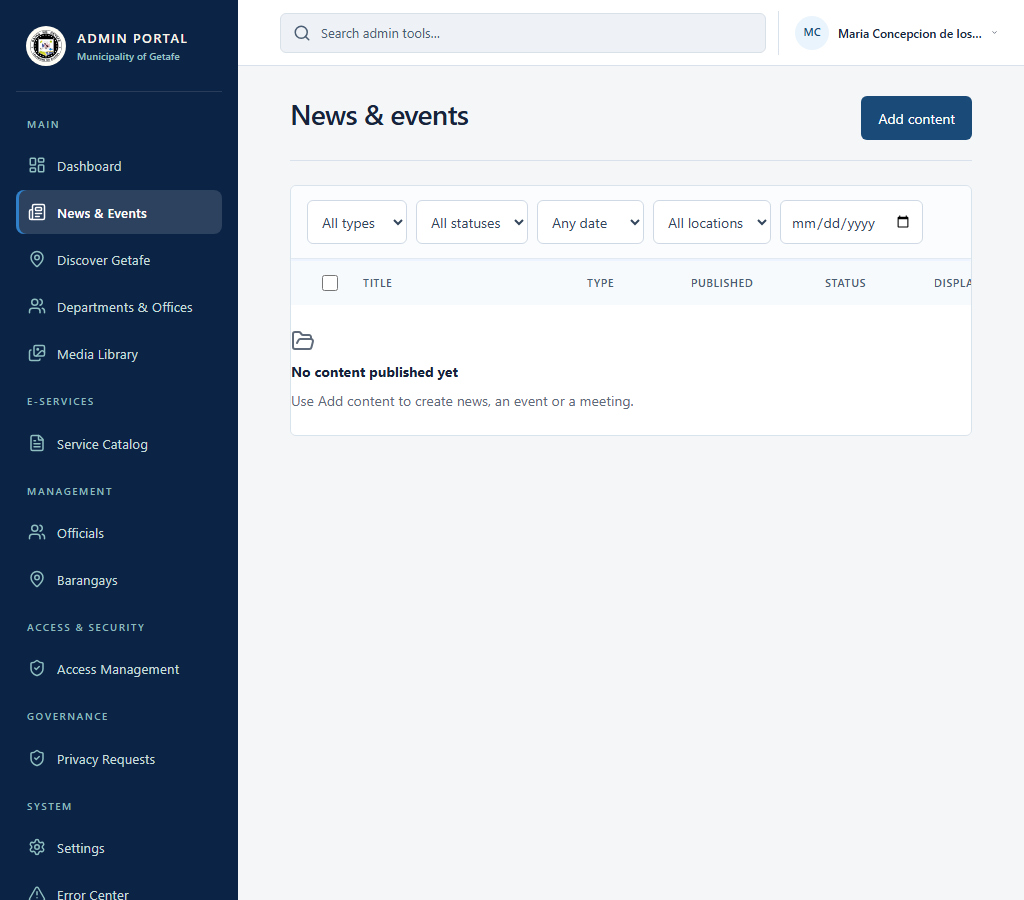 ADMIN PORTAL
Municipality of Getafe
Search admin tools...
MC
Maria Concepcion de los...
MAIN
Dashboard
News & Events
Discover Getafe
Departments & Offices
Media Library
E-SERVICES
Service Catalog
MANAGEMENT
Officials
Barangays
ACCESS & SECURITY
Access Management
GOVERNANCE
Privacy Requests
SYSTEM
Settings
Error Center
News & events
Add content
All types
All statuses
Any date
All locations
mm/dd/yyyy
TITLE
TYPE
PUBLISHED
STATUS
DISPLA
No content published yet
Use Add content to create news, an event or a meeting.